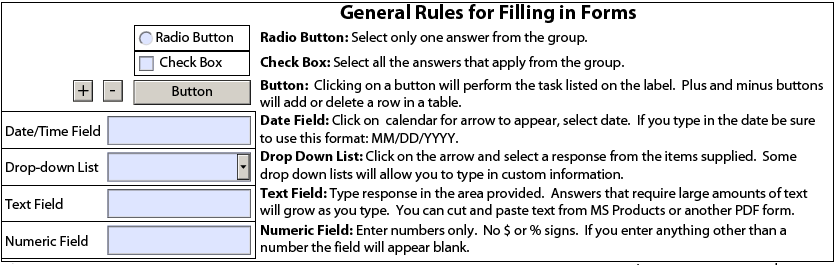 General Rules for Filling in Forms
Radio Button
Radio Button: Select only one answer from the group.
Check Box
Check Box: Select all the answers that apply from the group.
+ - Button
Button: Clicking on a button will perform the task listed on the label. Plus and minus buttons
will add or delete a row in a table.
Date/Time Field
Date Field: Click on calendar for arrow to appear, select date. If you type in the date be sure
to use this format: MM/DD/YYYY.
Drop-down List
Drop Down List: Click on the arrow and select a response from the items supplied. Some
drop down lists will allow you to type in custom information.
Text Field
Text Field: Type response in the area provided. Answers that require large amounts of text
will grow as you type. You can cut and paste text from MS Products or another PDF form.
Numeric Field
Numeric Field: Enter numbers only. No $ or % signs. If you enter anything other than a
number the field will appear blank.